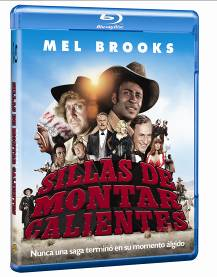 Blu-ray Disc
MEL BROOKS
SILLAS DE
MONTAR
CALIENTES
Nunca una saga terminó en su momento álgido
SILLAS DE MONTAR CALIENTES